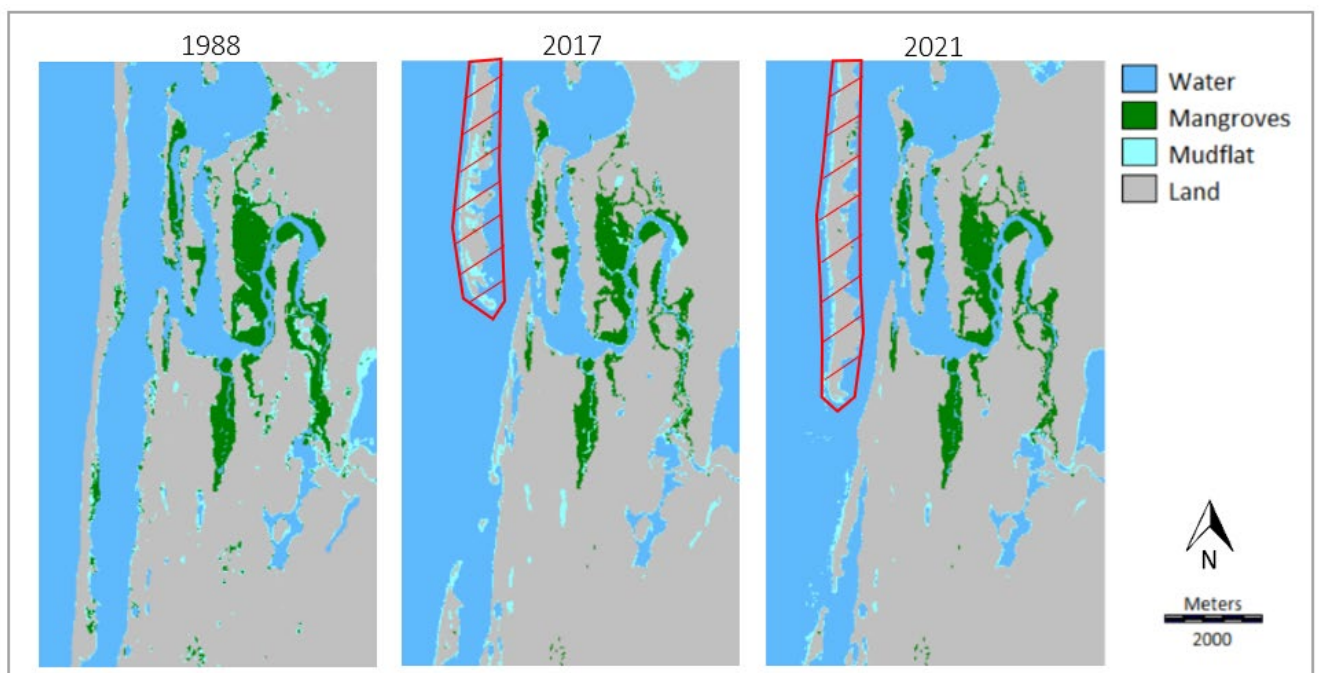 1988
2017
2021
Water
Mangroves
Mudflat
Land
N
Meters
2000